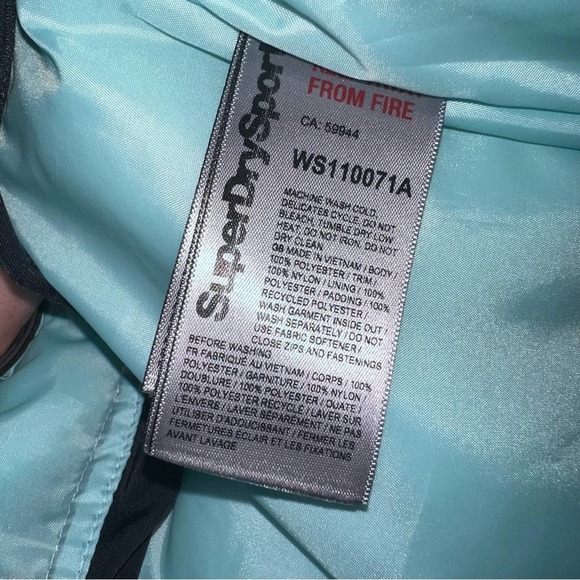 SuperDrySport
FROM FIRE
CA: 59944
WS110071A
MACHINE WASH COLD,
DELICATES CYCLE, DO NOT
BLEACH, TUMBLE DRY LOW
HEAT, DO NOT IRON, DO NOT
DRY CLEAN
GB MADE IN VIETNAM / BODY /
100% POLYESTER / TRIM /
100% NYLON / LINING / 100%
POLYESTER / PADDING / 100%
RECYCLED POLYESTER /
WASH GARMENT INSIDE OUT /
WASH SEPARATELY / DO NOT
USE FABRIC SOFTENER /
CLOSE ZIPS AND FASTENINGS
BEFORE WASHING
FR FABRIQUÉ AU VIETNAM / CORPS / 100%
POLYESTER / GARNITURE / 100% NYLON
/ DOUBLURE / 100% POLYESTER / OUATE /
100% POLYESTER RECYCLÉ / LAVER SUR
L'ENVERS / LAVER SÉPARÉMENT / NE PAS
UTILISER D'ADOUCISSANT / FERMER LES
FERMETURES ÉCLAIR ET LES FIXATIONS
AVANT LAVAGE